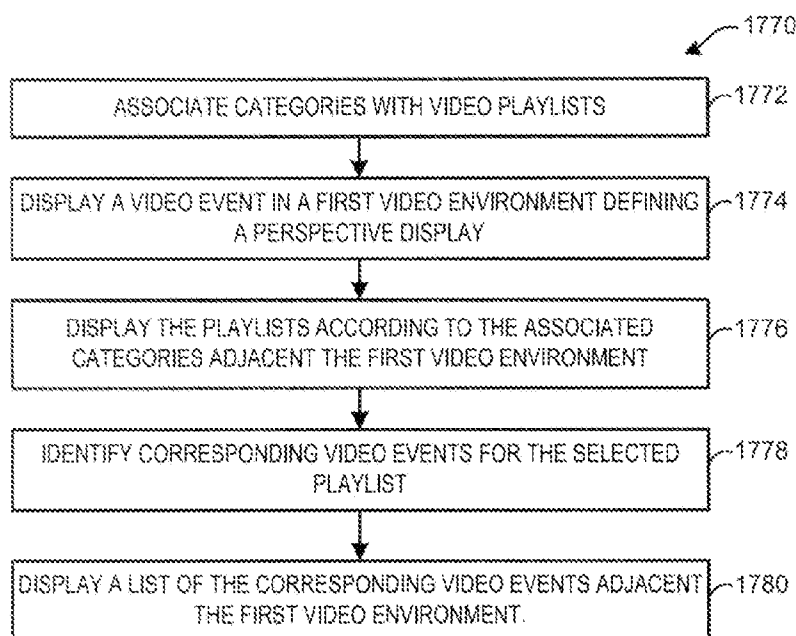 1770
ASSOCIATE CATEGORIES WITH VIDEO PLAYLISTS
1772
DISPLAY A VIDEO EVENT IN A FIRST VIDEO ENVIRONMENT DEFINING
A PERSPECTIVE DISPLAY
1774
DISPLAY THE PLAYLISTS ACCORDING TO THE ASSOCIATED
CATEGORIES ADJACENT THE FIRST VIDEO ENVIRONMENT
1776
IDENTIFY CORRESPONDING VIDEO EVENTS FOR THE SELECTED
PLAYLIST
1778
DISPLAY A LIST OF THE CORRESPONDING VIDEO EVENTS ADJACENT
THE FIRST VIDEO ENVIRONMENT.
1780